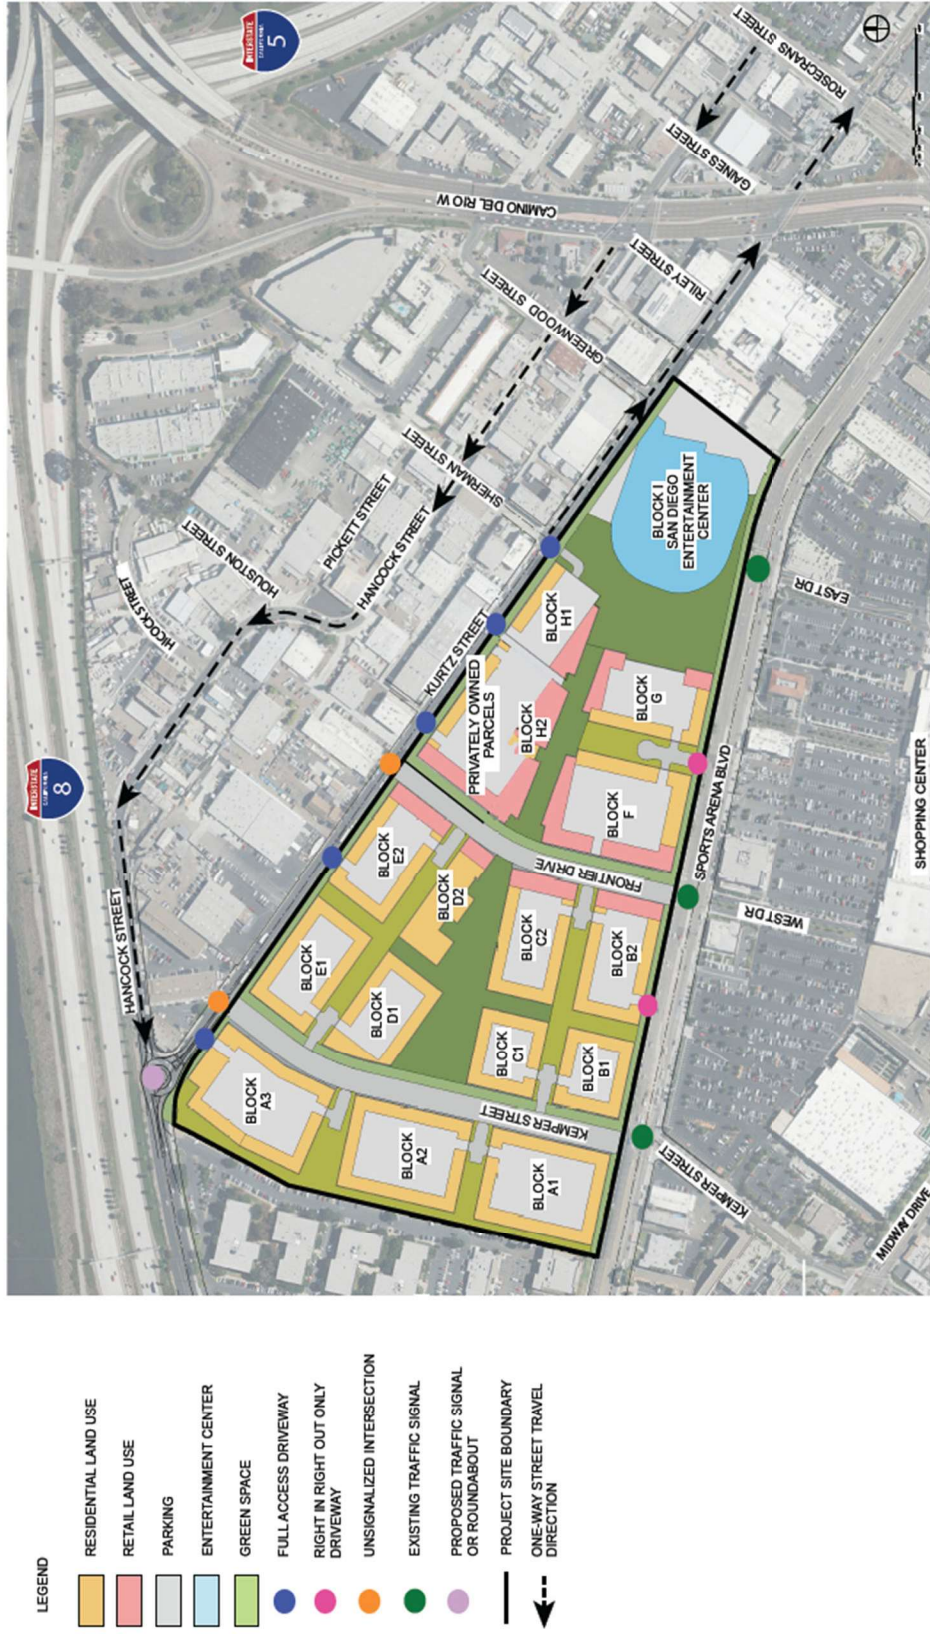 LEGEND
RESIDENTIAL LAND USE
RETAIL LAND USE
PARKING
ENTERTAINMENT CENTER
GREEN SPACE
FULL ACCESS DRIVEWAY
RIGHT IN RIGHT OUT ONLY
DRIVEWAY
UNSIGNALIZED INTERSECTION
EXISTING TRAFFIC SIGNAL
PROPOSED TRAFFIC SIGNAL
OR ROUNDABOUT
PROJECT SITE BOUNDARY
ONE-WAY STREET TRAVEL
DIRECTION
INTERSTATE
CALIFORNIA
8
INTERSTATE
CALIFORNIA
5
HANCOCK STREET
HICOCK STREET
HOUSTON STREET
PICKETT STREET
HANCOCK STREET
SHERMAN STREET
GREENWOOD STREET
RILEY STREET
CAMINO DEL RIO W
GAINES STREET
ROSECRANS STREET
KURTZ STREET
BLOCK
A3
BLOCK
A2
BLOCK
A1
KEMPER STREET
BLOCK
E1
BLOCK
E2
BLOCK
D1
BLOCK
D2
BLOCK
C1
BLOCK
C2
BLOCK
B1
BLOCK
B2
FRONTIER DRIVE
PRIVATELY OWNED
PARCELS
BLOCK
H2
BLOCK
H1
BLOCK
F
BLOCK
G
BLOCK I
SAN DIEGO
ENTERTAINMENT
CENTER
SPORTS ARENA BLVD
KEMPER STREET
WEST DR
EAST DR
MIDWAY DRIVE
SHOPPING CENTER